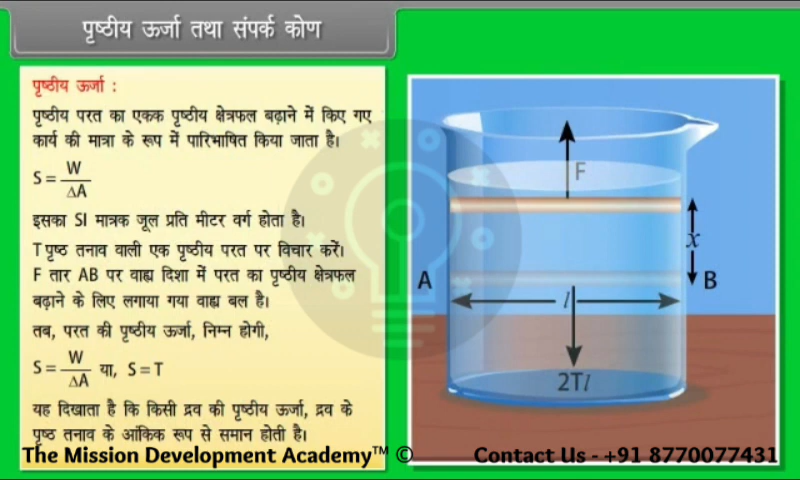 पृष्ठीय ऊर्जा तथा संपर्क कोण
पृष्ठीय ऊर्जा :
पृष्ठीय परत का एकक पृष्ठीय क्षेत्रफल बढ़ाने में किए गए
कार्य की मात्रा के रूप में पारिभाषित किया जाता है।
S = W/ΔA
इसका SI मात्रक जूल प्रति मीटर वर्ग होता है।
T पृष्ठ तनाव वाली एक पृष्ठीय परत पर विचार करें।
F तार AB पर वाह्य दिशा में परत का पृष्ठीय क्षेत्रफल
बढ़ाने के लिए लगाया गया वाह्य बल है।
तब, परत की पृष्ठीय ऊर्जा, निम्न होगी,
S = W/ΔA या, S = T
यह दिखाता है कि किसी द्रव की पृष्ठीय ऊर्जा, द्रव के
पृष्ठ तनाव के आंकिक रूप से समान होती है।
F
x
A
B
l
2Tl
The Mission Development Academy™ ©
Contact Us - +91 8770077431